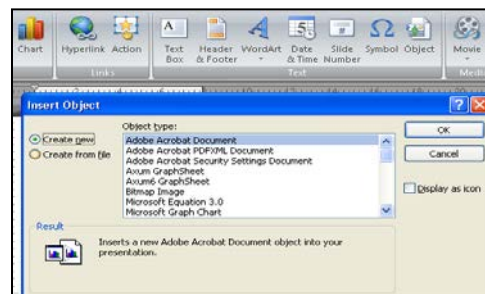 Chart Hyperlink Action Text Box Header & Footer WordArt Date & Time Slide Number Symbol Object Movie
Links Text Media
Insert Object
Create new
Create from file
Object type:
Adobe Acrobat Document
Adobe Acrobat PDFXML Document
Adobe Acrobat Security Settings Document
Axum GraphSheet
Axum6 GraphSheet
Bitmap Image
Microsoft Equation 3.0
Microsoft Graph Chart
OK
Cancel
Display as icon
Result
Inserts a new Adobe Acrobat Document object into your
presentation.